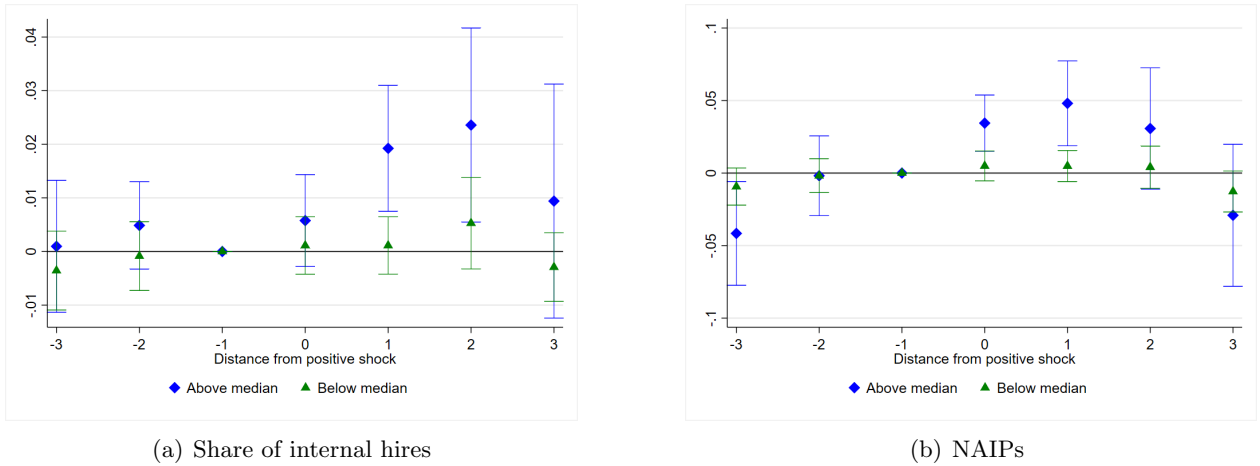 .04
.03
.02
.01
0
-.01
-3 -2 -1 0 1 2 3
Distance from positive shock
Above median Below median
(a) Share of internal hires
.1
.05
0
-.05
-.1
-3 -2 -1 0 1 2 3
Distance from positive shock
Above median Below median
(b) NAIPs